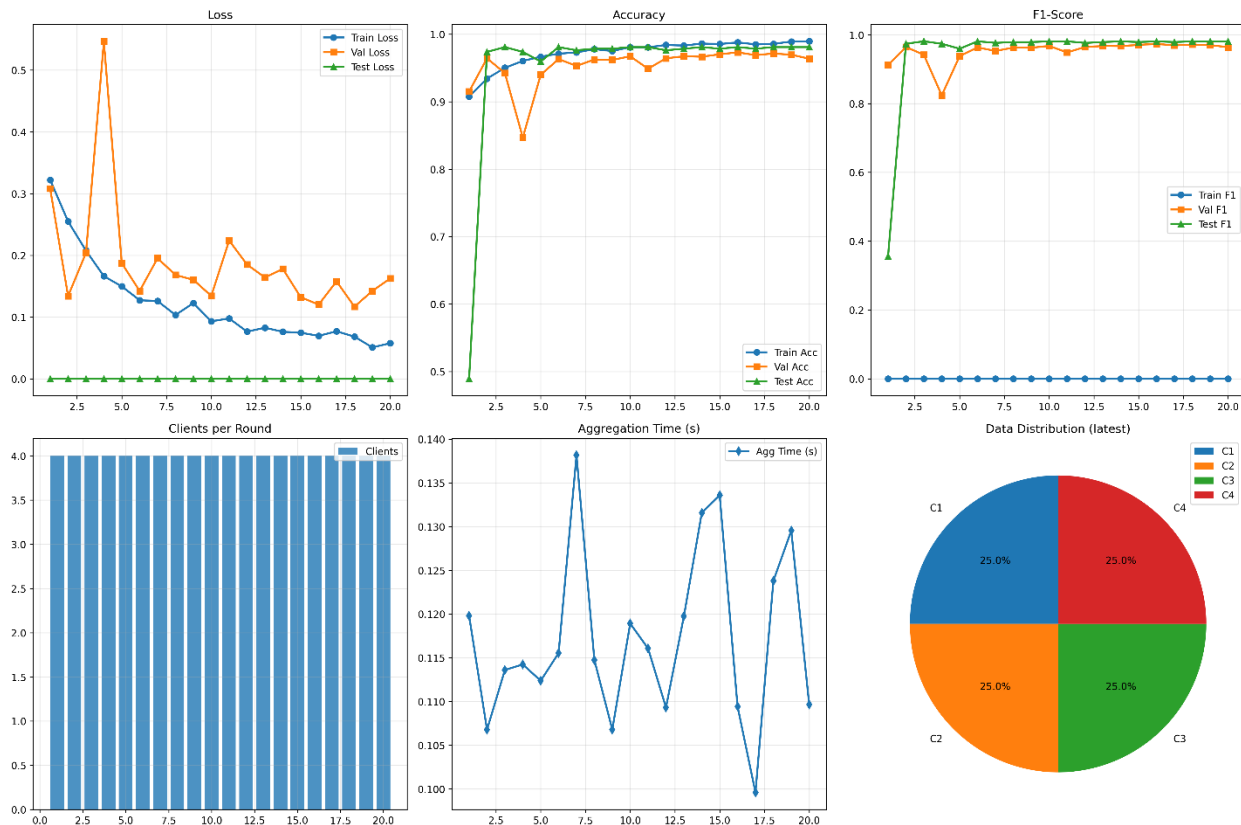 Loss
Train Loss
Val Loss
Test Loss
0.5
0.4
0.3
0.2
0.1
0.0
2.5 5.0 7.5 10.0 12.5 15.0 17.5 20.0
Accuracy
1.0
0.9
0.8
0.7
0.6
0.5
Train Acc
Val Acc
Test Acc
2.5 5.0 7.5 10.0 12.5 15.0 17.5 20.0
F1-Score
1.0
0.8
0.6
0.4
0.2
0.0
Train F1
Val F1
Test F1
2.5 5.0 7.5 10.0 12.5 15.0 17.5 20.0
Clients per Round
Clients
4.0
3.5
3.0
2.5
2.0
1.5
1.0
0.5
0.0
0.0 2.5 5.0 7.5 10.0 12.5 15.0 17.5 20.0
Aggregation Time (s)
Agg Time (s)
0.140
0.135
0.130
0.125
0.120
0.115
0.110
0.105
0.100
2.5 5.0 7.5 10.0 12.5 15.0 17.5 20.0
Data Distribution (latest)
C1
C2
C3
C4
C1
C4
25.0%
25.0%
25.0%
25.0%
C2
C3